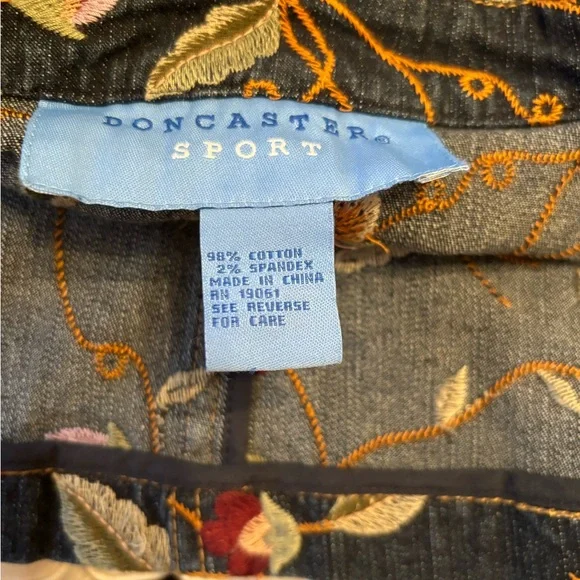 DONCASTER®
SPORT
98% COTTON
2% SPANDEX
MADE IN CHINA
RN 19061
SEE REVERSE
FOR CARE